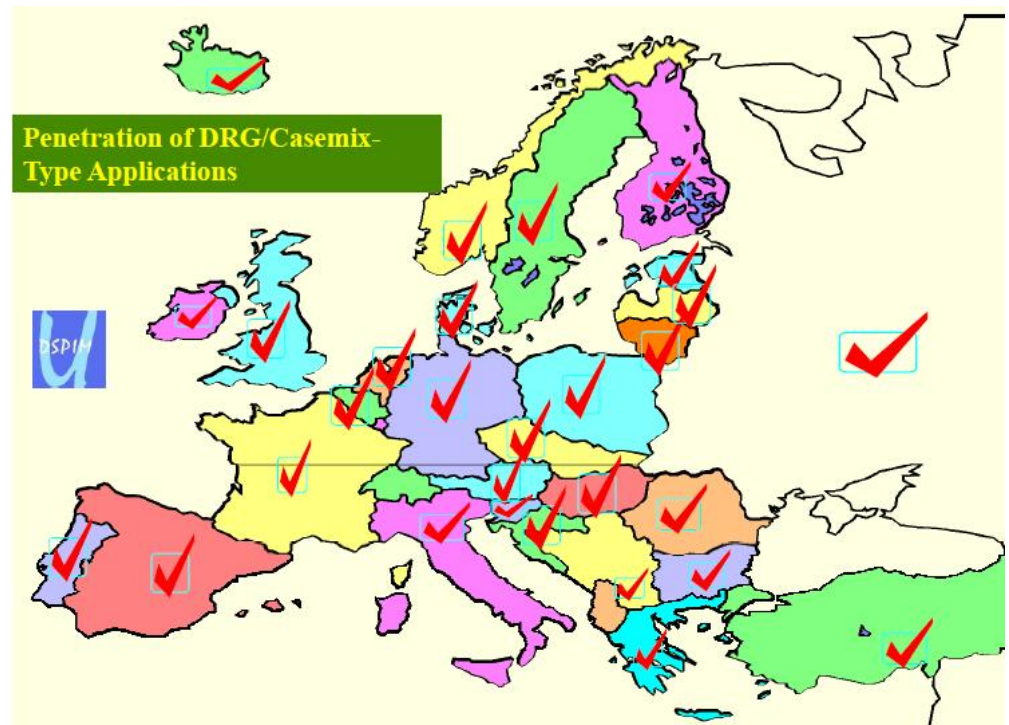 Penetration of DRG/Casemix-
Type Applications
DSPIM
U